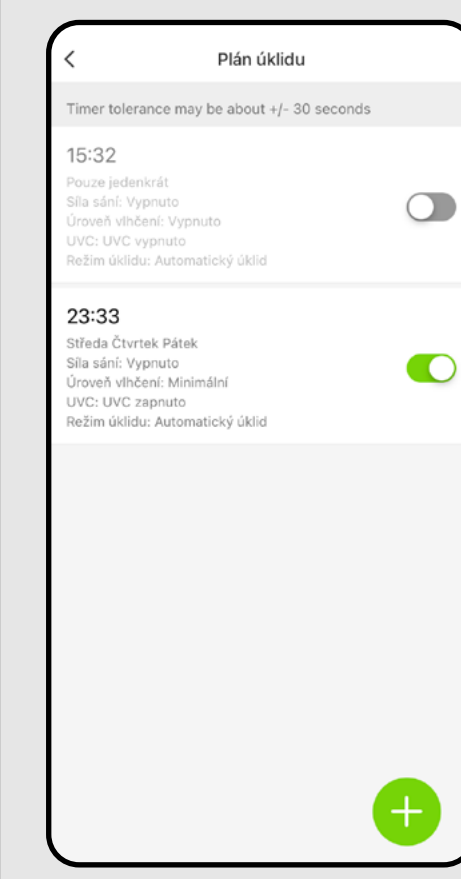 Plán úklidu
Timer tolerance may be about +/- 30 seconds
15:32
Pouze jedenkrát
Síla sání: Vypnuto
Úroveň vlhčení: Vypnuto
UVC: UVC vypnuto
Režim úklidu: Automatický úklid
23:33
Středa Čtvrtek Pátek
Síla sání: Vypnuto
Úroveň vlhčení: Minimální
UVC: UVC zapnuto
Režim úklidu: Automatický úklid